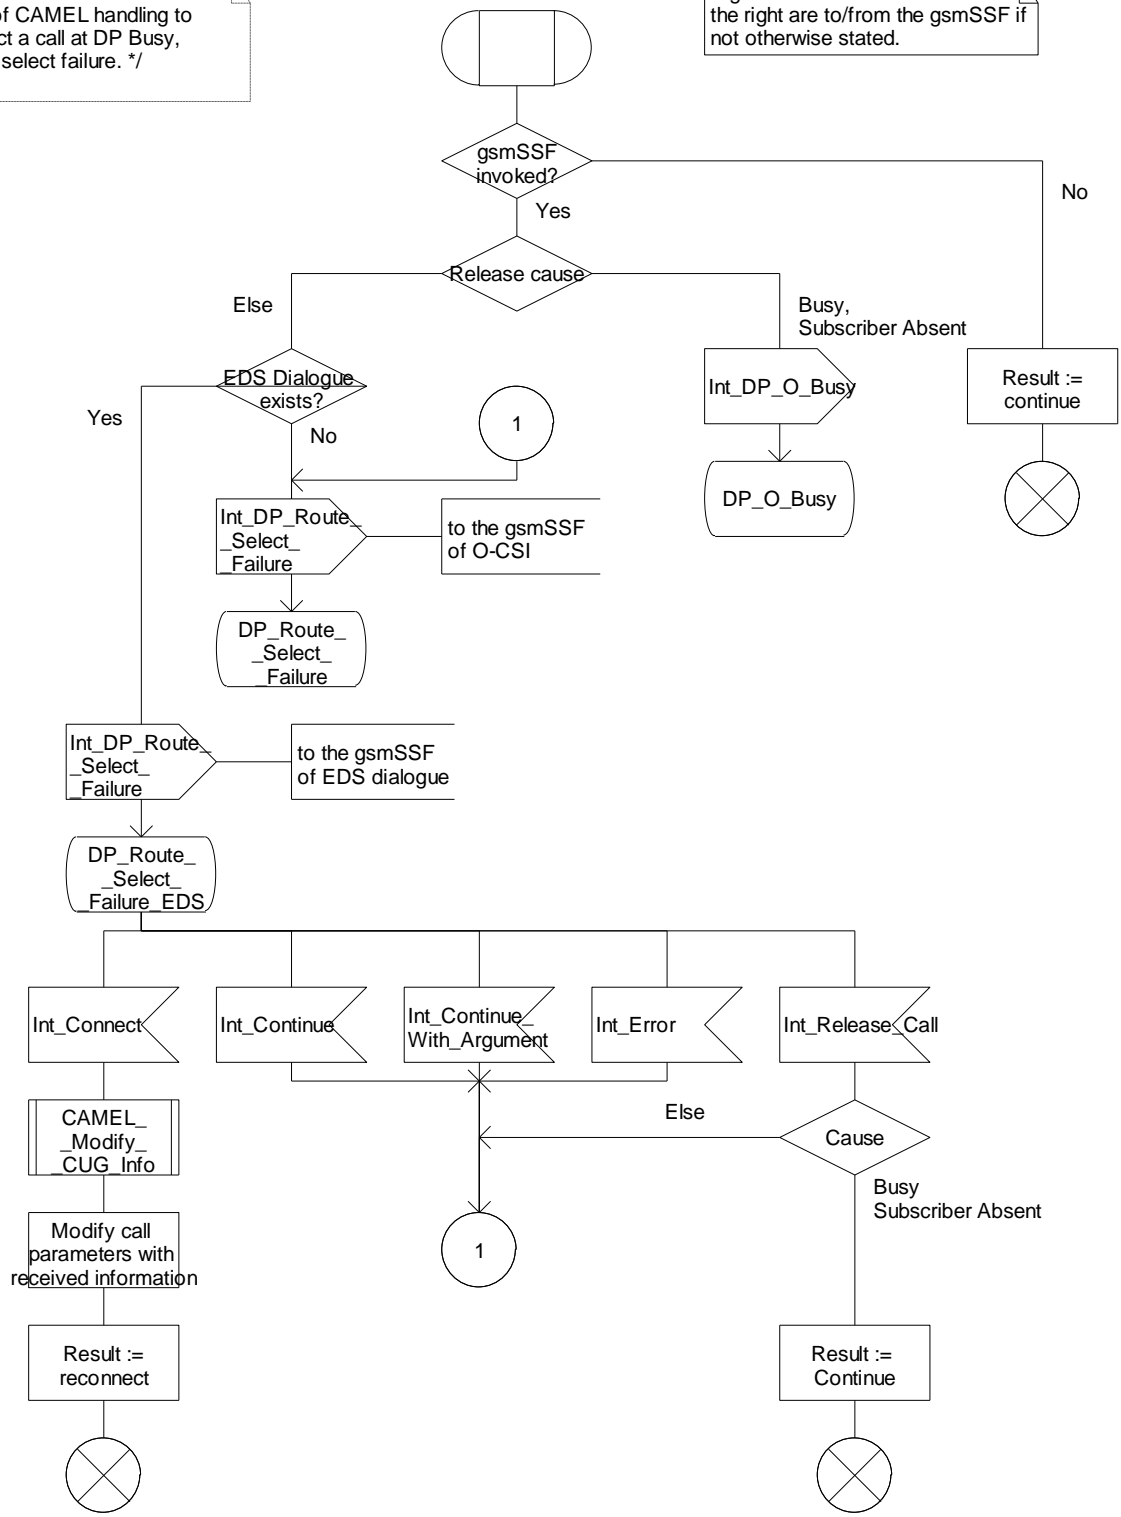 of CAMEL handling to
ct a call at DP Busy,
select failure. */
the right are to/from the gsmSSF if
not otherwise stated.
gsmSSF
invoked?
No
Yes
Release cause
Else
Busy,
Subscriber Absent
EDS Dialogue
exists?
Yes
No
1
Int_DP_O_Busy
Result :=
continue
DP_O_Busy
Int_DP_Route_
_Select_
_Failure
to the gsmSSF
of O-CSI
DP_Route_
_Select_
_Failure
Int_DP_Route_
_Select_
_Failure
to the gsmSSF
of EDS dialogue
DP_Route_
_Select_
_Failure_EDS
Int_Connect
Int_Continue
Int_Continue_
With_Argument
Int_Error
Int_Release_Call
CAMEL_
_Modify_
_CUG_Info
Else
Cause
Busy
Subscriber Absent
Modify call
parameters with
received information
1
Result :=
reconnect
Result :=
Continue